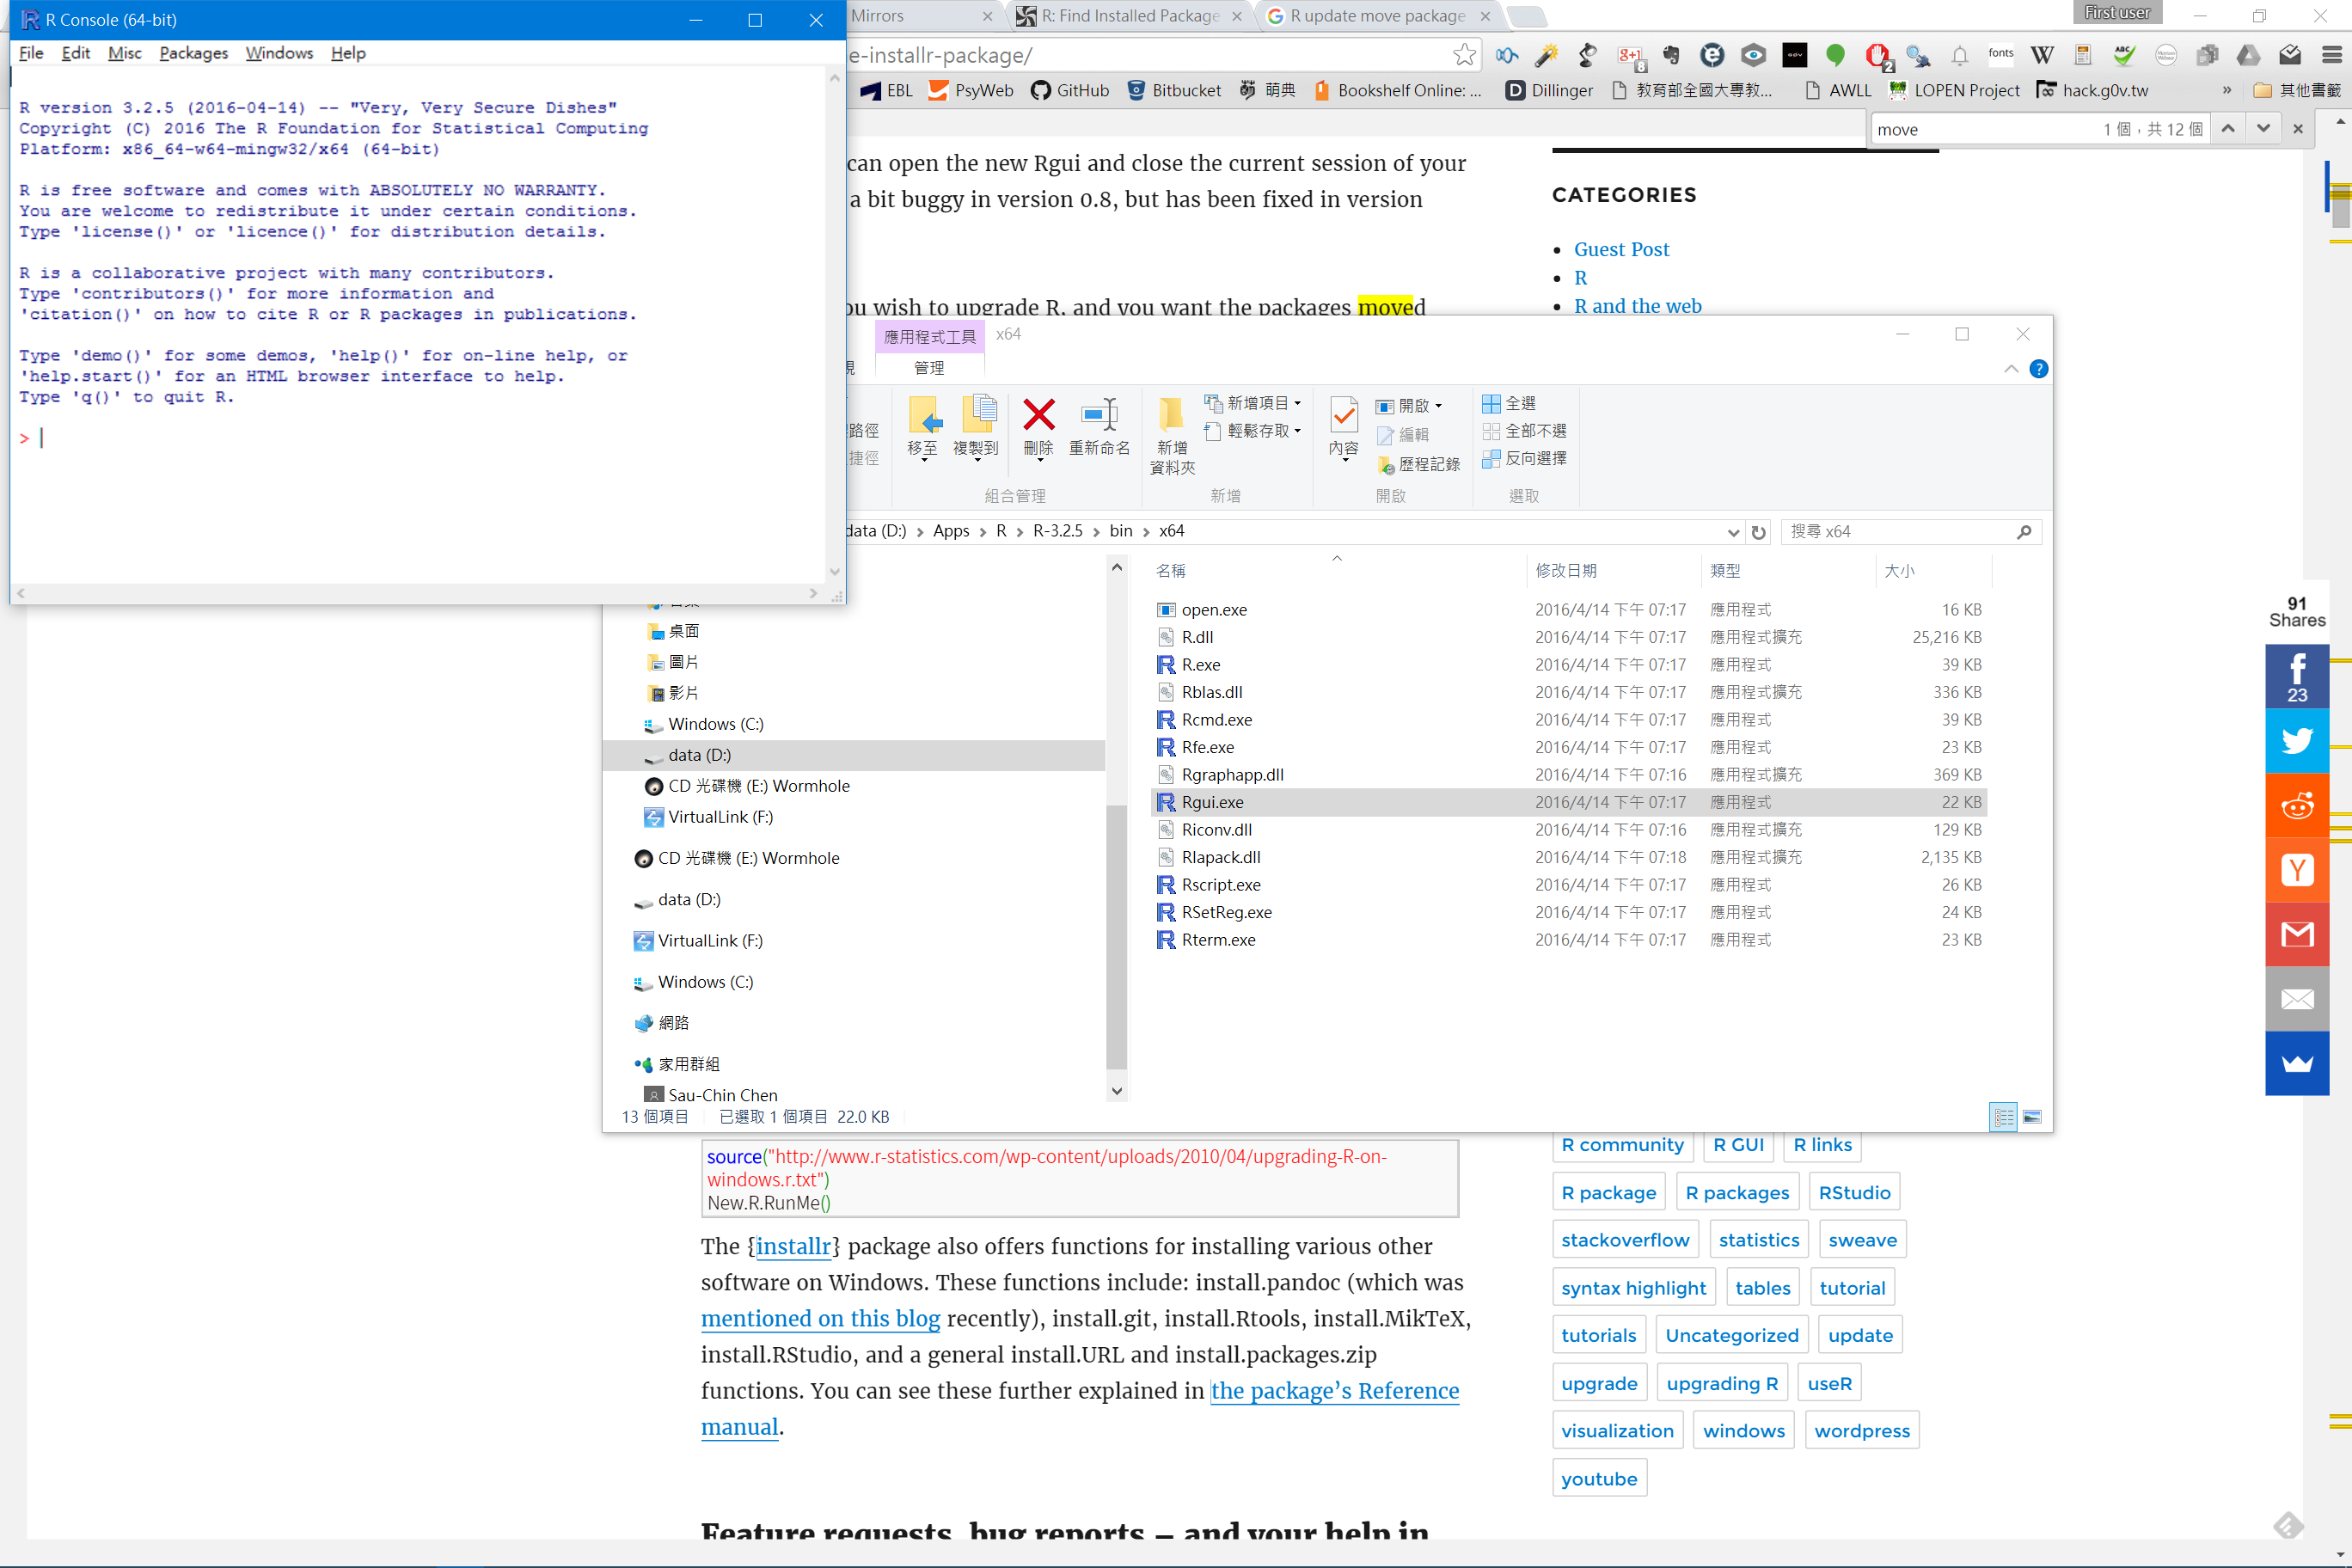 R Console (64-bit)
File Edit Misc Packages Windows Help
R version 3.2.5 (2016-04-14) -- "Very, Very Secure Dishes"
Copyright (C) 2016 The R Foundation for Statistical Computing
Platform: x86_64-w64-mingw32/x64 (64-bit)
R is free software and comes with ABSOLUTELY NO WARRANTY.
You are welcome to redistribute it under certain conditions.
Type 'license()' or 'licence()' for distribution details.
R is a collaborative project with many contributors.
Type 'contributors()' for more information and
'citation()' on how to cite R or R packages in publications.
Type 'demo()' for some demos, 'help()' for on-line help, or
'help.start()' for an HTML browser interface to help.
Type 'q()' to quit R.
>
Mirrors
R: Find Installed Package
R update move package
First user
e-installr-package/
fonts
EBL PsyWeb GitHub Bitbucket 萌典 Bookshelf Online: ... Dillinger 教育部全國大專教... AWLL LOPEN Project hack.g0v.tw » 其他書籤
move 1 個，共 12 個
can open the new Rgui and close the current session of your
a bit buggy in version 0.8, but has been fixed in version
ou wish to upgrade R, and you want the packages moved
CATEGORIES
Guest Post
R
R and the web
應用程式工具 x64
管理
路徑
捷徑
移至
複製到
刪除
重新命名
組合管理
新增
資料夾
新增項目
輕鬆存取
新增
內容
開啟
編輯
歷程記錄
開啟
全選
全部不選
反向選擇
選取
data (D:) > Apps > R > R-3.2.5 > bin > x64
搜尋 x64
桌面
圖片
影片
Windows (C:)
data (D:)
CD 光碟機 (E:) Wormhole
VirtualLink (F:)
CD 光碟機 (E:) Wormhole
data (D:)
VirtualLink (F:)
Windows (C:)
網路
家用群組
Sau-Chin Chen
名稱 修改日期 類型 大小
open.exe 2016/4/14 下午 07:17 應用程式 16 KB
R.dll 2016/4/14 下午 07:17 應用程式擴充 25,216 KB
R.exe 2016/4/14 下午 07:17 應用程式 39 KB
Rblas.dll 2016/4/14 下午 07:17 應用程式擴充 336 KB
Rcmd.exe 2016/4/14 下午 07:17 應用程式 39 KB
Rfe.exe 2016/4/14 下午 07:17 應用程式 23 KB
Rgraphapp.dll 2016/4/14 下午 07:16 應用程式擴充 369 KB
Rgui.exe 2016/4/14 下午 07:17 應用程式 22 KB
Riconv.dll 2016/4/14 下午 07:16 應用程式擴充 129 KB
Rlapack.dll 2016/4/14 下午 07:18 應用程式擴充 2,135 KB
Rscript.exe 2016/4/14 下午 07:17 應用程式 26 KB
RSetReg.exe 2016/4/14 下午 07:17 應用程式 24 KB
Rterm.exe 2016/4/14 下午 07:17 應用程式 23 KB
13 個項目 已選取 1 個項目 22.0 KB
91
Shares
23
source("http://www.r-statistics.com/wp-content/uploads/2010/04/upgrading-R-on-
windows.r.txt")
New.R.RunMe()
The {installr} package also offers functions for installing various other
software on Windows. These functions include: install.pandoc (which was
mentioned on this blog recently), install.git, install.Rtools, install.MikTeX,
install.RStudio, and a general install.URL and install.packages.zip
functions. You can see these further explained in the package's Reference
manual.
Feature requests, bug reports – and your help in
R community R GUI R links
R package R packages RStudio
stackoverflow statistics sweave
syntax highlight tables tutorial
tutorials Uncategorized update
upgrade upgrading R useR
visualization windows wordpress
youtube